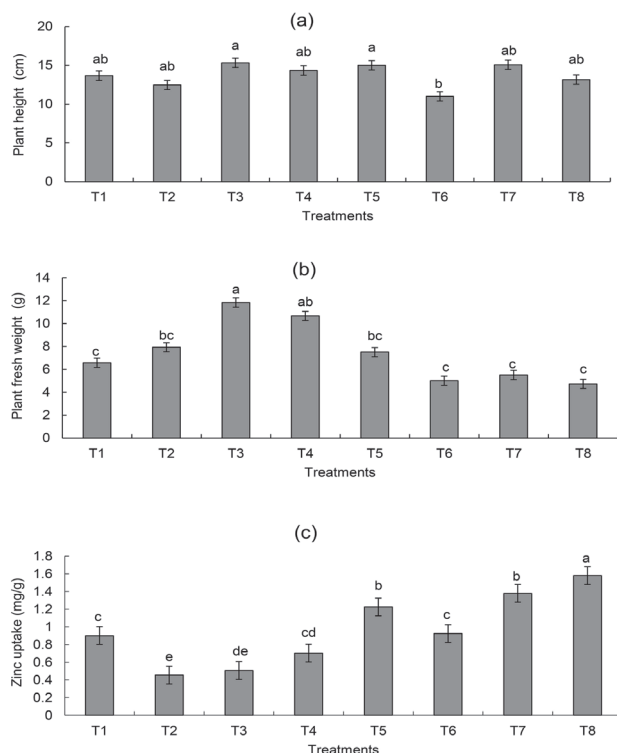 (a)
Plant height (cm)
20
15
10
5
0
ab
ab
a
ab
a
b
ab
ab
T1 T2 T3 T4 T5 T6 T7 T8
Treatments
(b)
Plant fresh weight (g)
14
12
10
8
6
4
2
0
c
bc
a
ab
bc
c
c
c
T1 T2 T3 T4 T5 T6 T7 T8
Treatments
(c)
Zinc uptake (mg/g)
1.8
1.6
1.4
1.2
1
0.8
0.6
0.4
0.2
0
c
e
de
cd
b
c
b
a
T1 T2 T3 T4 T5 T6 T7 T8
Treatments